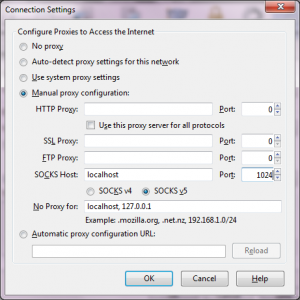 Connection Settings
Configure Proxies to Access the Internet
No proxy
Auto-detect proxy settings for this network
Use system proxy settings
Manual proxy configuration:
HTTP Proxy: Port: 0
Use this proxy server for all protocols
SSL Proxy: Port: 0
FTP Proxy: Port: 0
SOCKS Host: localhost Port: 1024
SOCKS v4 SOCKS v5
No Proxy for: localhost, 127.0.0.1
Example: .mozilla.org, .net.nz, 192.168.1.0/24
Automatic proxy configuration URL:
Reload
OK Cancel Help